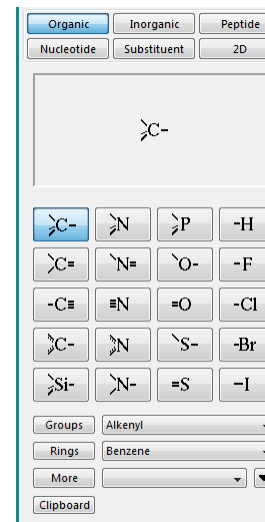 Organic Inorganic Peptide
Nucleotide Substituent 2D
C-
C- N P -H
C= N= O- -F
-C≡ ≡N =O -Cl
C- N S- -Br
Si- N- =S -I
Groups Alkenyl
Rings Benzene
More
Clipboard